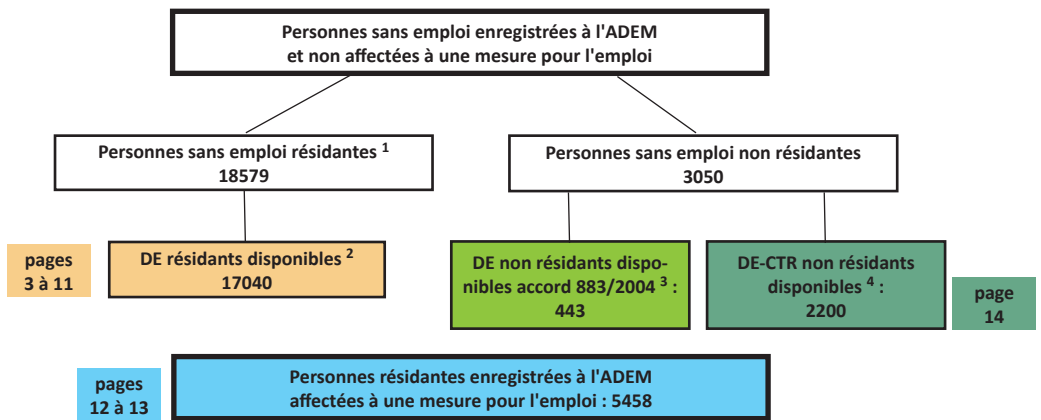 Personnes sans emploi enregistrées à l'ADEM
et non affectées à une mesure pour l'emploi
Personnes sans emploi résidantes ¹
18579
Personnes sans emploi non résidantes
3050
pages
3 à 11
DE résidants disponibles ²
17040
DE non résidants dispo-
nibles accord 883/2004 ³ :
443
DE-CTR non résidants
disponibles ⁴ :
2200
page
14
pages
12 à 13
Personnes résidantes enregistrées à l'ADEM
affectées à une mesure pour l'emploi : 5458